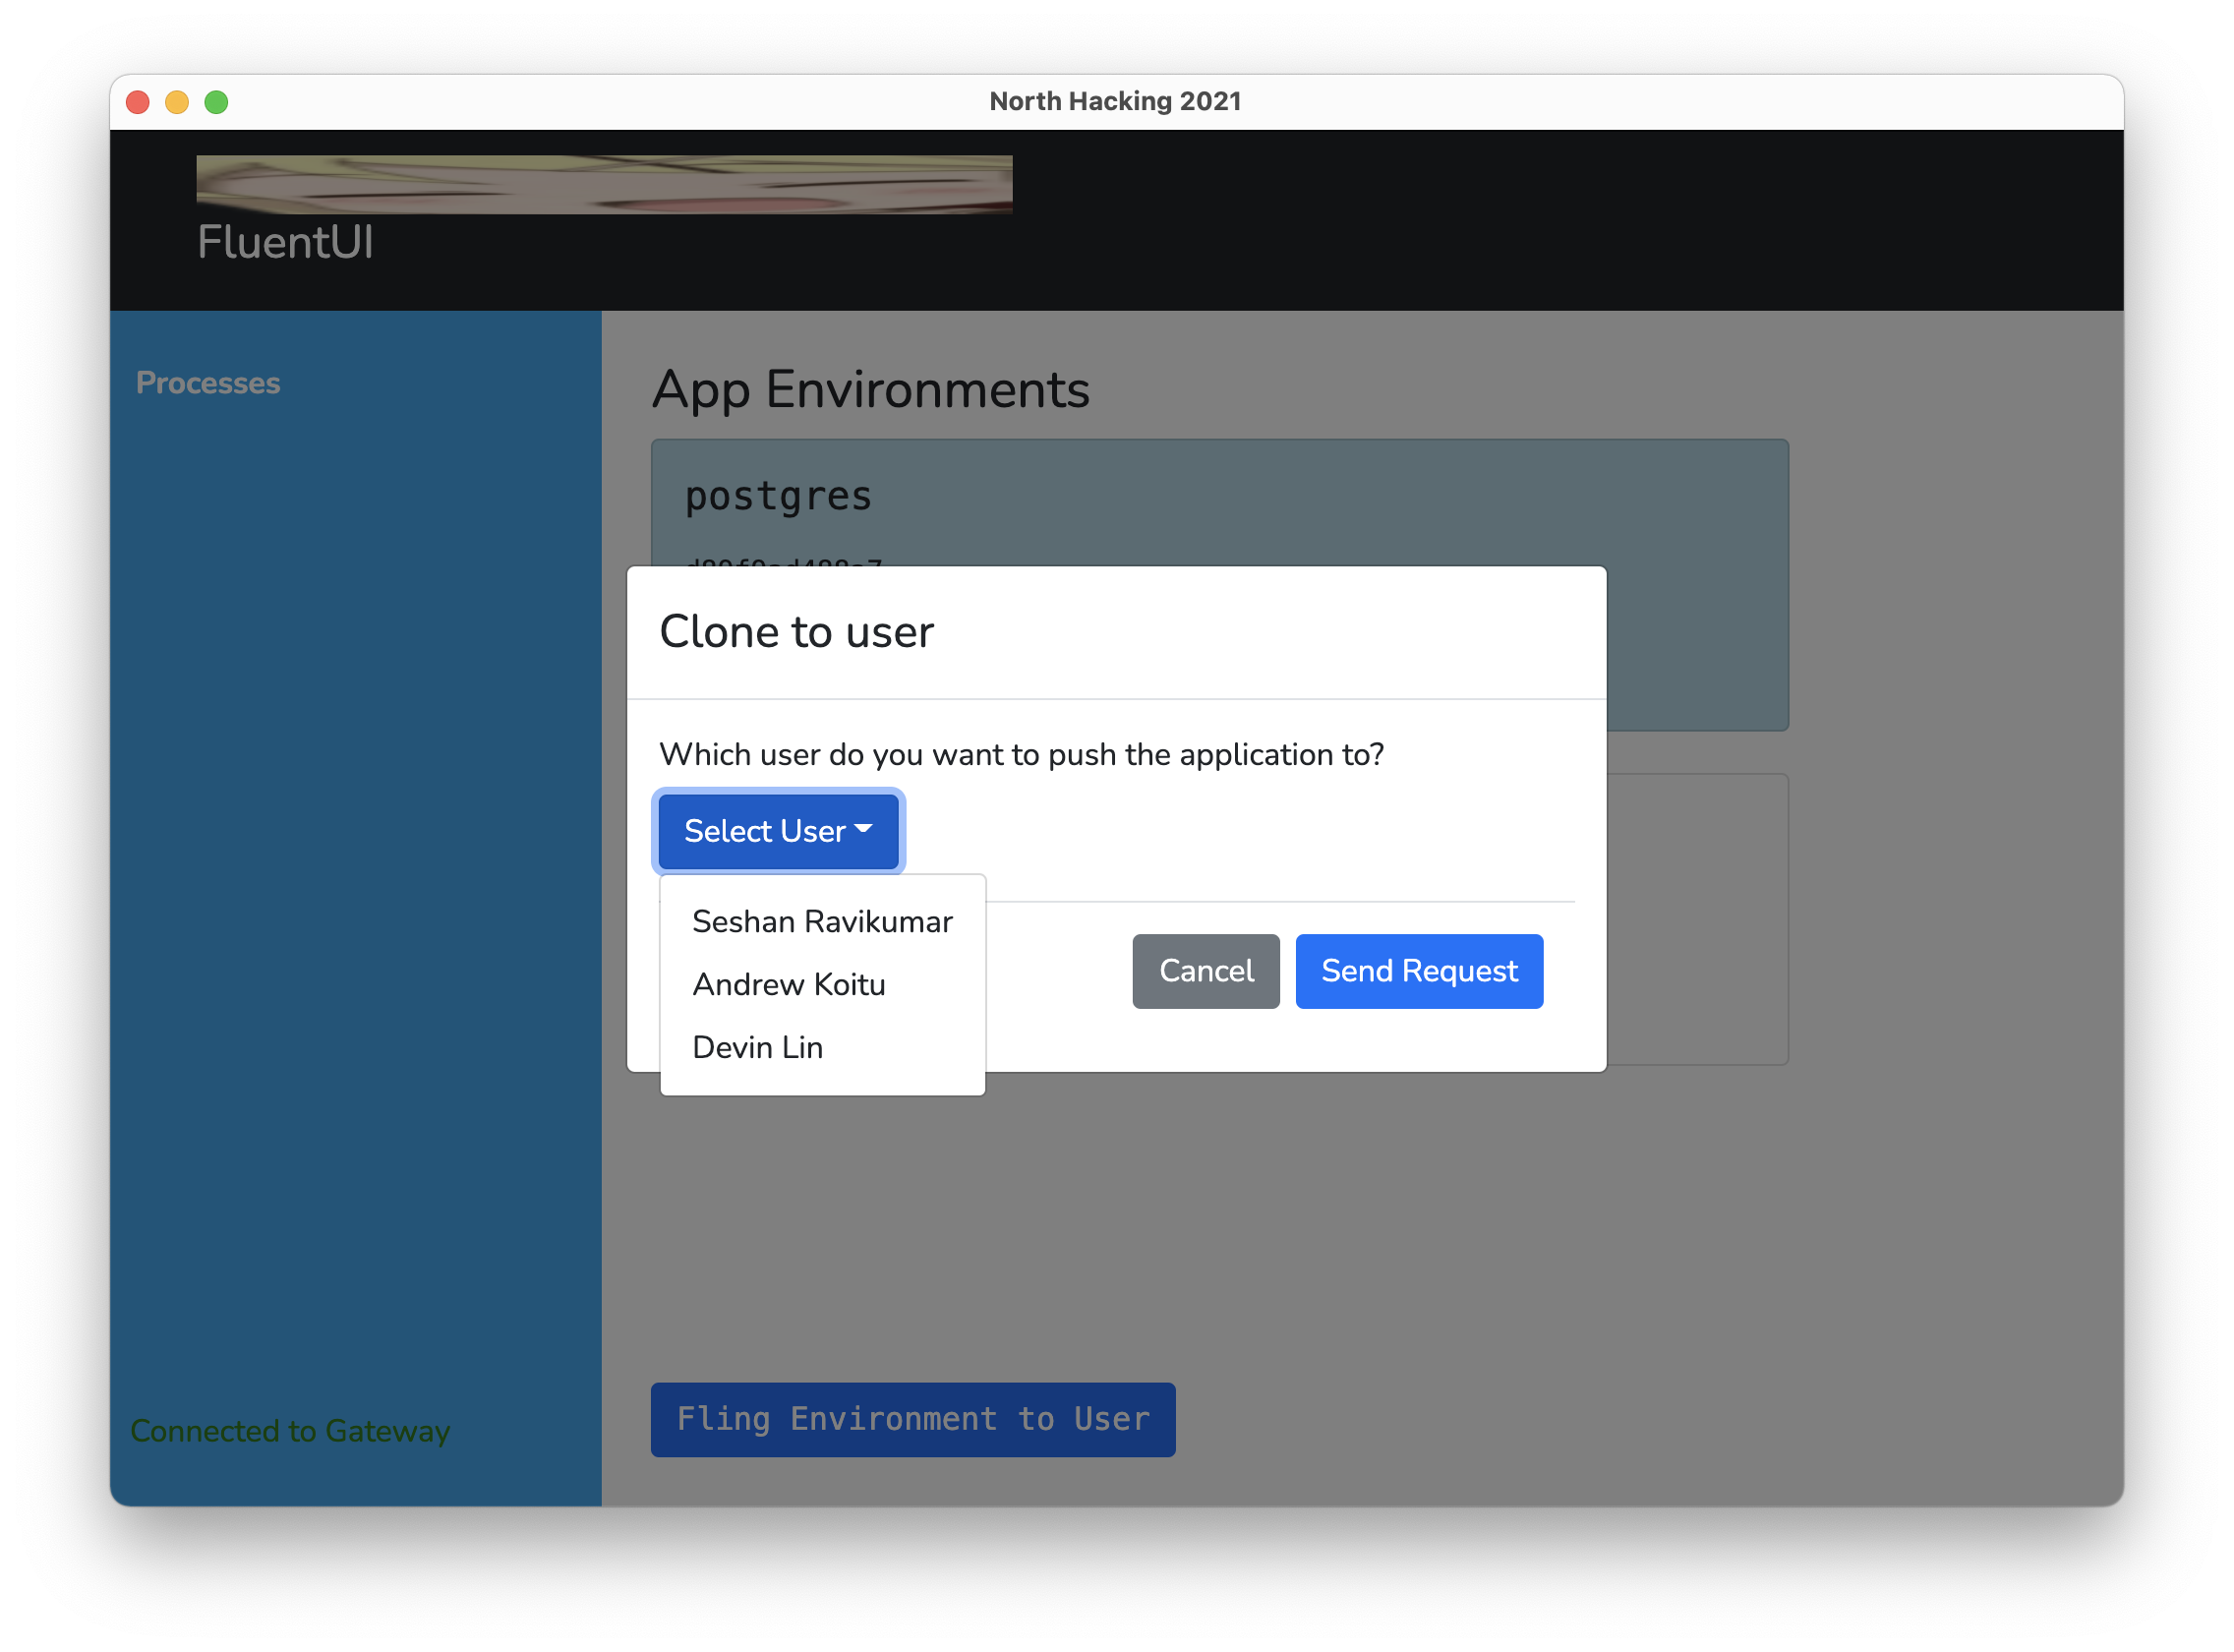 North Hacking 2021
FluentUI
Processes
App Environments
postgres
Clone to user
Which user do you want to push the application to?
Select User
Seshan Ravikumar
Andrew Koitu
Devin Lin
Cancel
Send Request
Connected to Gateway
Fling Environment to User